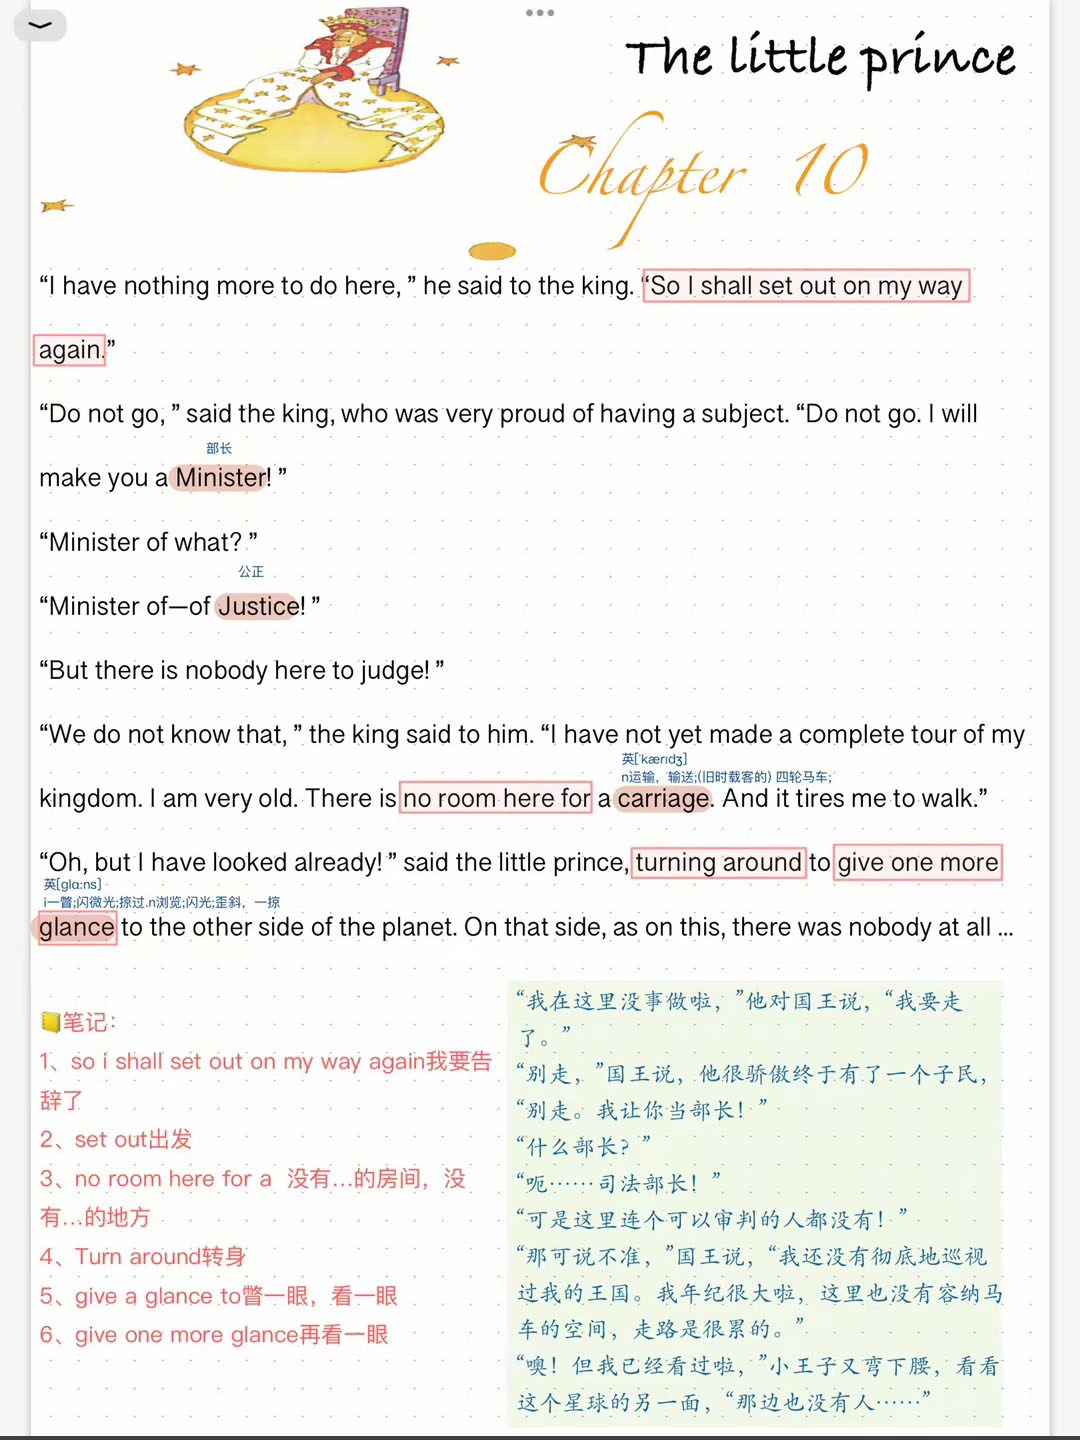 The little prince
Chapter 10
“I have nothing more to do here, ” he said to the king. “So I shall set out on my way
again.”
“Do not go, ” said the king, who was very proud of having a subject. “Do not go. I will
部长
make you a Minister! ”
“Minister of what? ”
公正
“Minister of—of Justice! ”
“But there is nobody here to judge! ”
“We do not know that, ” the king said to him. “I have not yet made a complete tour of my
英[ˈkærɪdʒ]
n运输，输送;(旧时载客的) 四轮马车;
kingdom. I am very old. There is no room here for a carriage. And it tires me to walk.”
“Oh, but I have looked already! ” said the little prince, turning around to give one more
英[glɑːns]
i一瞥;闪微光;掠过.n浏览;闪光;歪斜，一掠
glance to the other side of the planet. On that side, as on this, there was nobody at all ...
笔记：
1、so i shall set out on my way again我要告
辞了
2、set out出发
3、no room here for a 没有...的房间，没
有...的地方
4、Turn around转身
5、give a glance to瞥一眼，看一眼
6、give one more glance再看一眼
“我在这里没事做啦，”他对国王说，“我要走
了。”
“别走，”国王说，他很骄傲终于有了一个子民，
“别走。我让你当部长！”
“什么部长？”
“呃……司法部长！”
“可是这里连个可以审判的人都没有！”
“那可说不准，”国王说，“我还没有彻底地巡视
过我的王国。我年纪很大啦，这里也没有容纳马
车的空间，走路是很累的。”
“噢！但我已经看过啦，”小王子又弯下腰，看看
这个星球的另一面，“那边也没有人……”